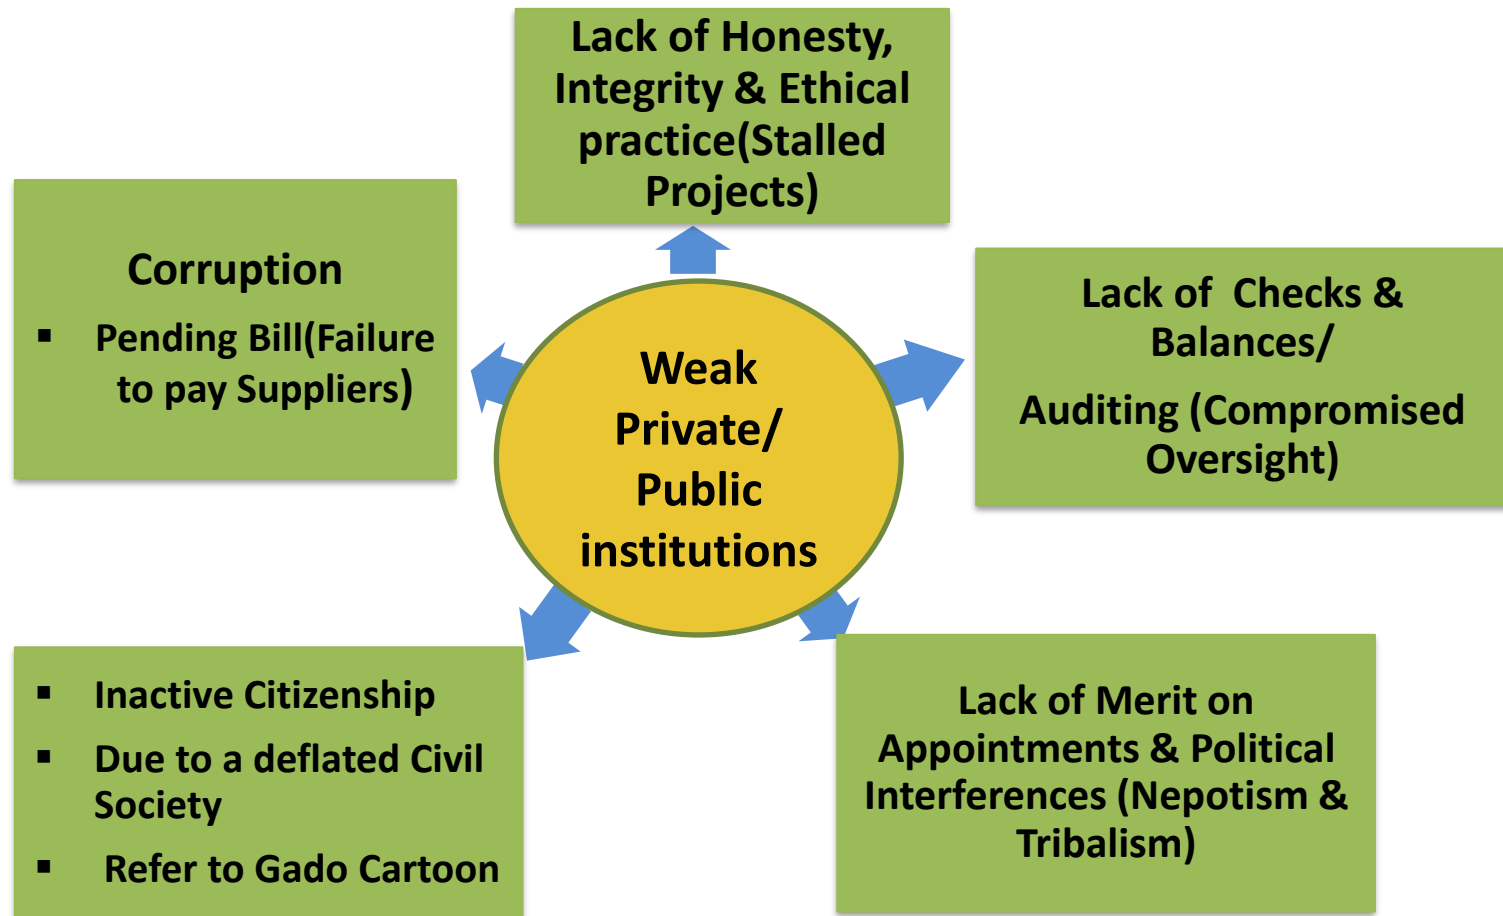 Lack of Honesty,
Integrity & Ethical
practice(Stalled
Projects)
Corruption
▪ Pending Bill(Failure
to pay Suppliers)
Lack of  Checks &
Balances/
Auditing (Compromised
Oversight)
Weak
Private/
Public
institutions
▪ Inactive Citizenship
▪ Due to a deflated Civil
Society
▪ Refer to Gado Cartoon
Lack of Merit on
Appointments & Political
Interferences (Nepotism &
Tribalism)